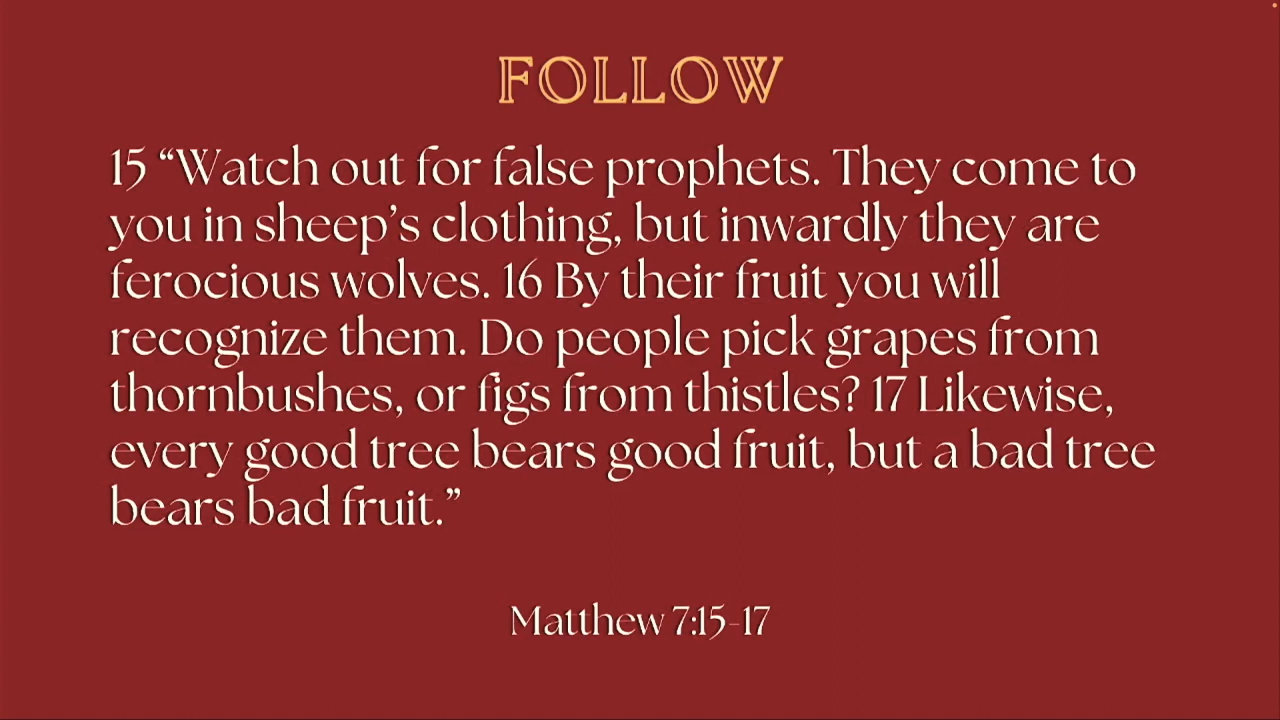 FOLLOW
15 “Watch out for false prophets. They come to
you in sheep’s clothing, but inwardly they are
ferocious wolves. 16 By their fruit you will
recognize them. Do people pick grapes from
thornbushes, or figs from thistles? 17 Likewise,
every good tree bears good fruit, but a bad tree
bears bad fruit.”
Matthew 7:15-17